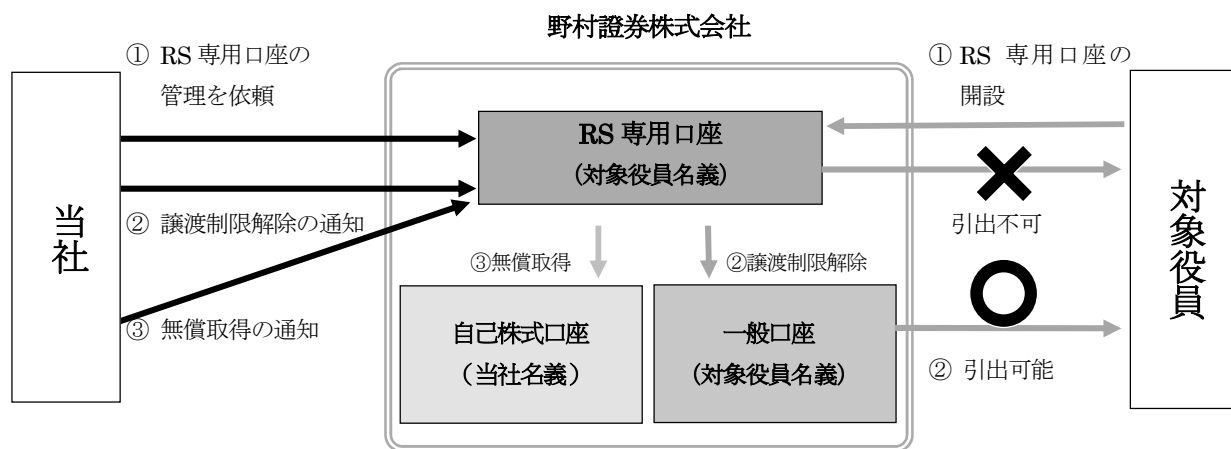 野村證券株式会社
① RS 専用口座の
管理を依頼
① RS 専用口座の
開設
RS 専用口座
(対象役員名義)
当社
対象役員
② 譲渡制限解除の通知
引出不可
③無償取得
②譲渡制限解除
③ 無償取得の通知
自己株式口座
（当社名義）
一般口座
(対象役員名義)
② 引出可能